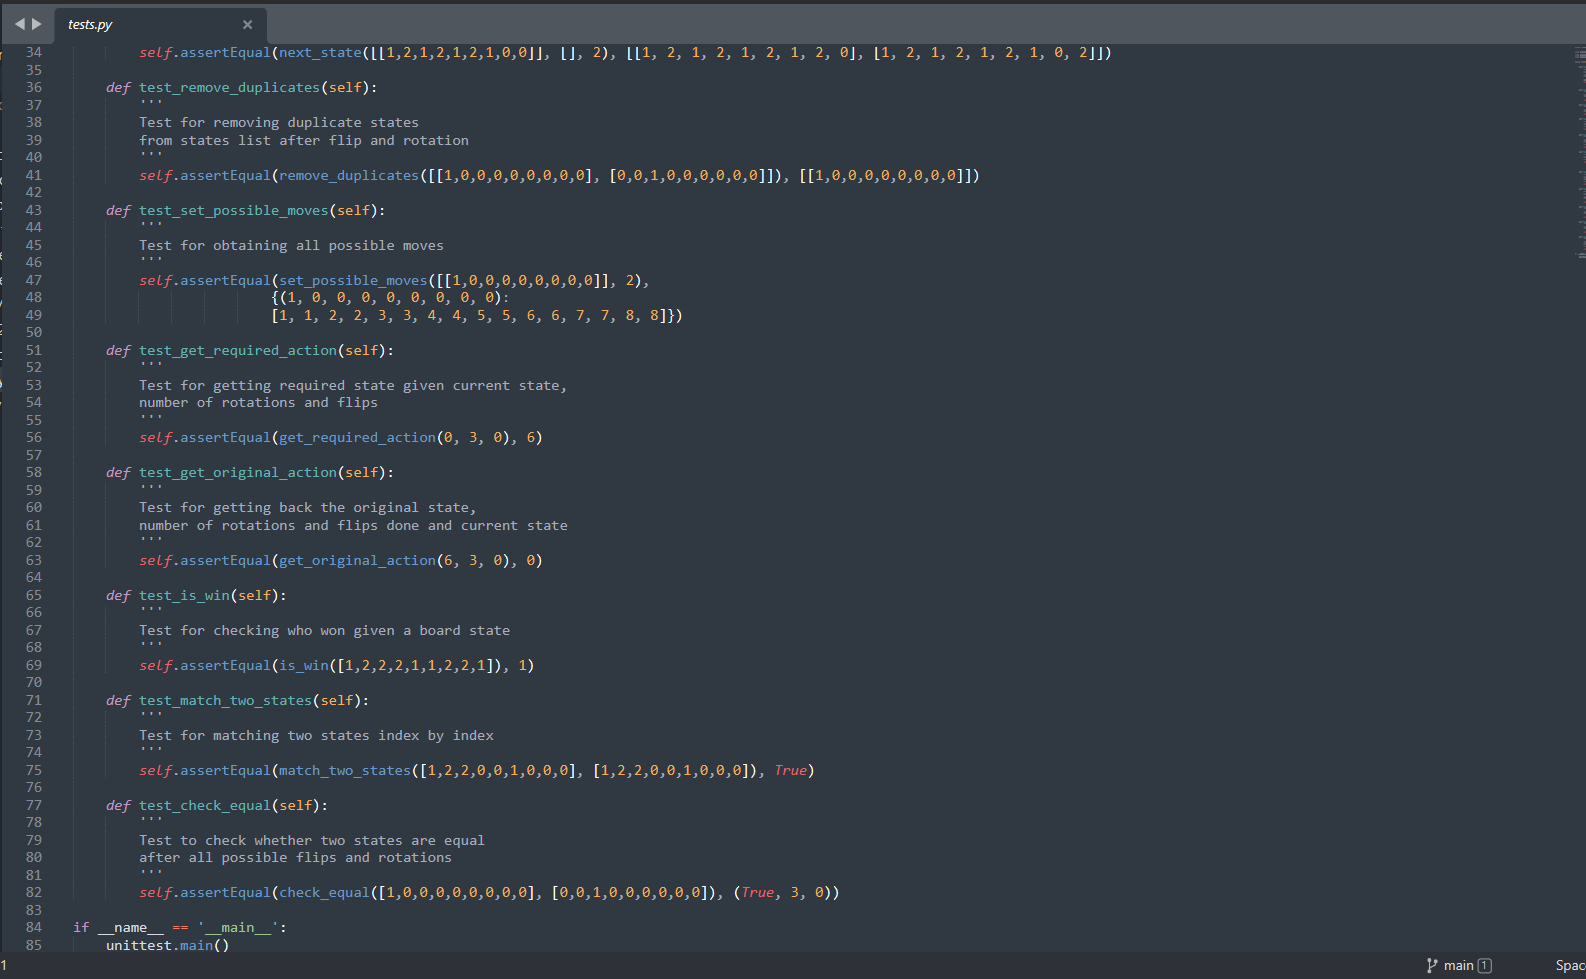 tests.py
34 self.assertEqual(next_state([[1,2,1,2,1,2,1,0,0]], [], 2), [[1, 2, 1, 2, 1, 2, 1, 2, 0], [1, 2, 1, 2, 1, 2, 1, 0, 2]])
35
36 def test_remove_duplicates(self):
37 '''
38 Test for removing duplicate states
39 from states list after flip and rotation
40 '''
41 self.assertEqual(remove_duplicates([[1,0,0,0,0,0,0,0,0], [0,0,1,0,0,0,0,0,0]]), [[1,0,0,0,0,0,0,0,0]])
42
43 def test_set_possible_moves(self):
44 '''
45 Test for obtaining all possible moves
46 '''
47 self.assertEqual(set_possible_moves([[1,0,0,0,0,0,0,0,0]], 2),
48 {(1, 0, 0, 0, 0, 0, 0, 0, 0):
49 [1, 1, 2, 2, 3, 3, 4, 4, 5, 5, 6, 6, 7, 7, 8, 8]})
50
51 def test_get_required_action(self):
52 '''
53 Test for getting required state given current state,
54 number of rotations and flips
55 '''
56 self.assertEqual(get_required_action(0, 3, 0), 6)
57
58 def test_get_original_action(self):
59 '''
60 Test for getting back the original state,
61 number of rotations and flips done and current state
62 '''
63 self.assertEqual(get_original_action(6, 3, 0), 0)
64
65 def test_is_win(self):
66 '''
67 Test for checking who won given a board state
68 '''
69 self.assertEqual(is_win([1,2,2,2,1,1,2,2,1]), 1)
70
71 def test_match_two_states(self):
72 '''
73 Test for matching two states index by index
74 '''
75 self.assertEqual(match_two_states([1,2,2,0,0,1,0,0,0], [1,2,2,0,0,1,0,0,0]), True)
76
77 def test_check_equal(self):
78 '''
79 Test to check whether two states are equal
80 after all possible flips and rotations
81 '''
82 self.assertEqual(check_equal([1,0,0,0,0,0,0,0,0], [0,0,1,0,0,0,0,0,0]), (True, 3, 0))
83
84 if __name__ == '__main__':
85 unittest.main()
1 main 1 Spac